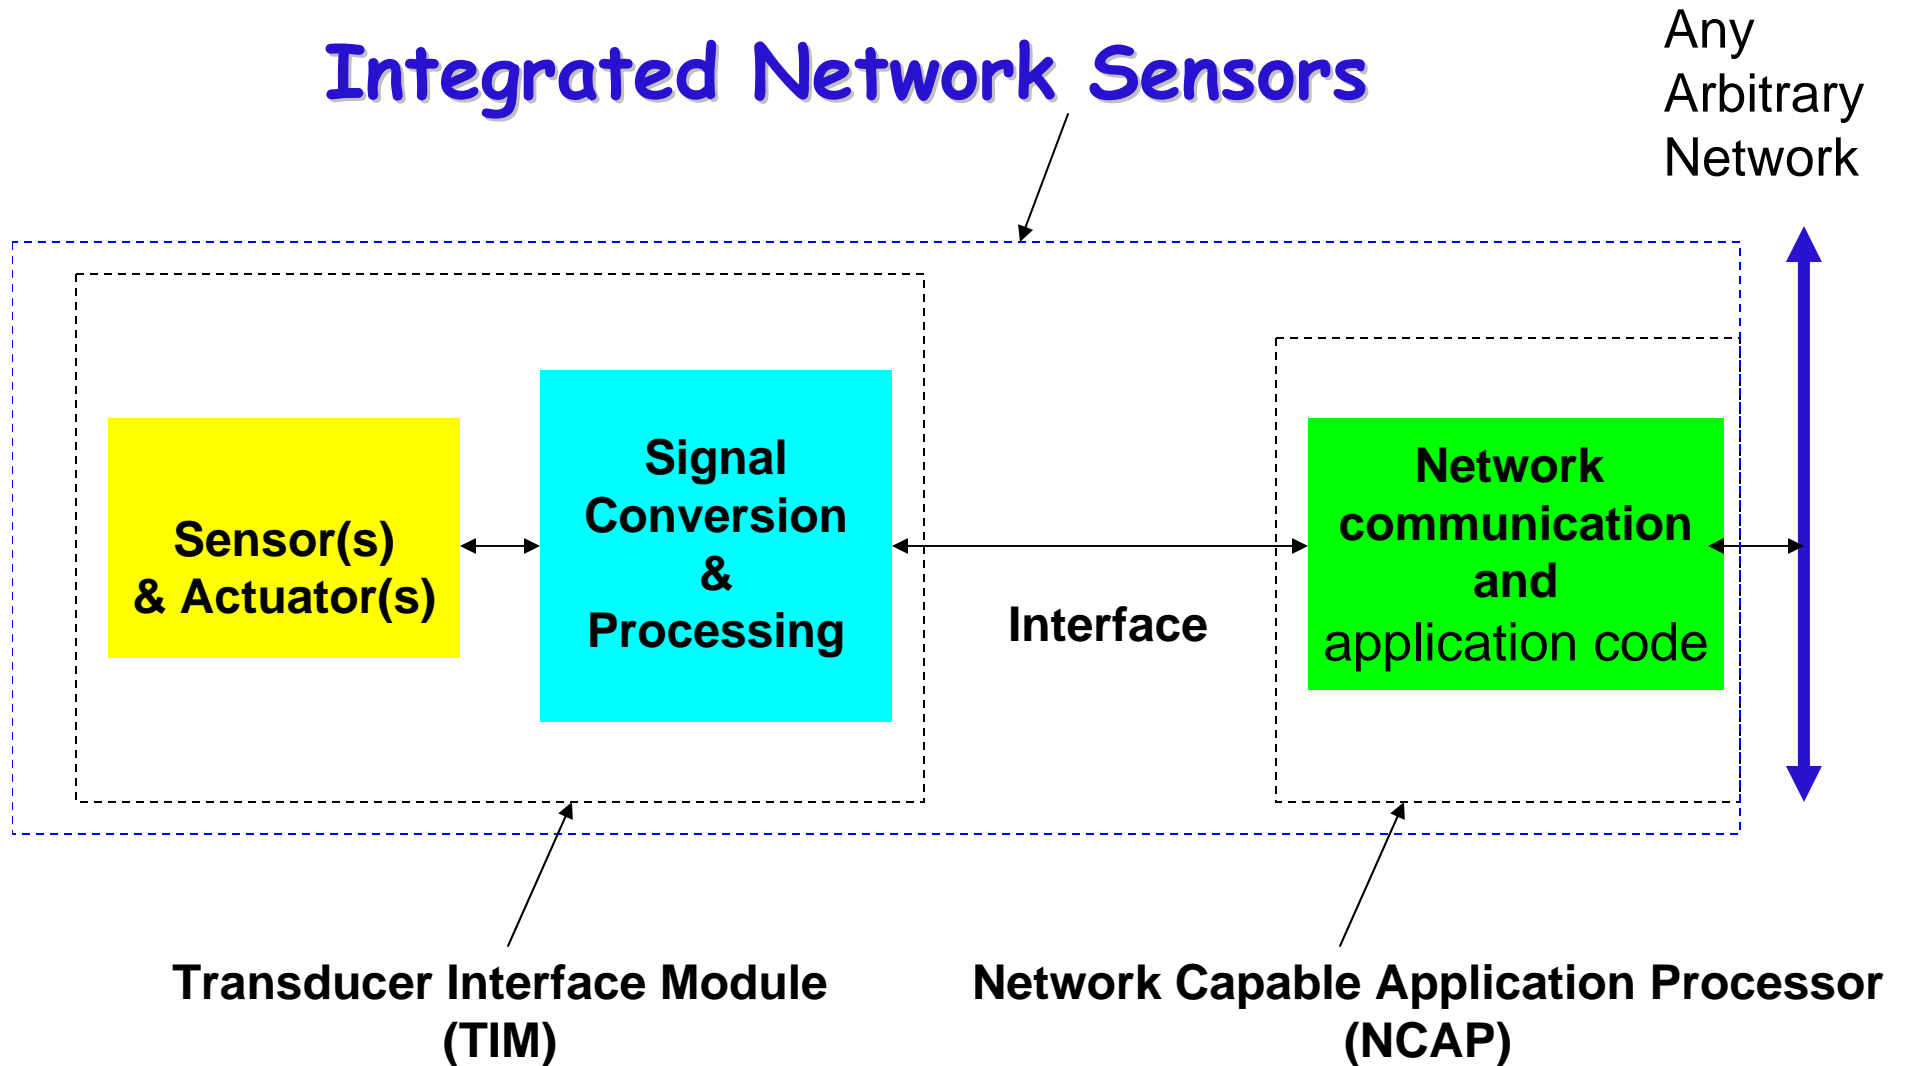 Integrated Network Sensors
Any
Arbitrary
Network
Sensor(s)
& Actuator(s)
Signal
Conversion
&
Processing
Interface
Network
communication
and
application code
Transducer Interface Module
(TIM)
Network Capable Application Processor
(NCAP)